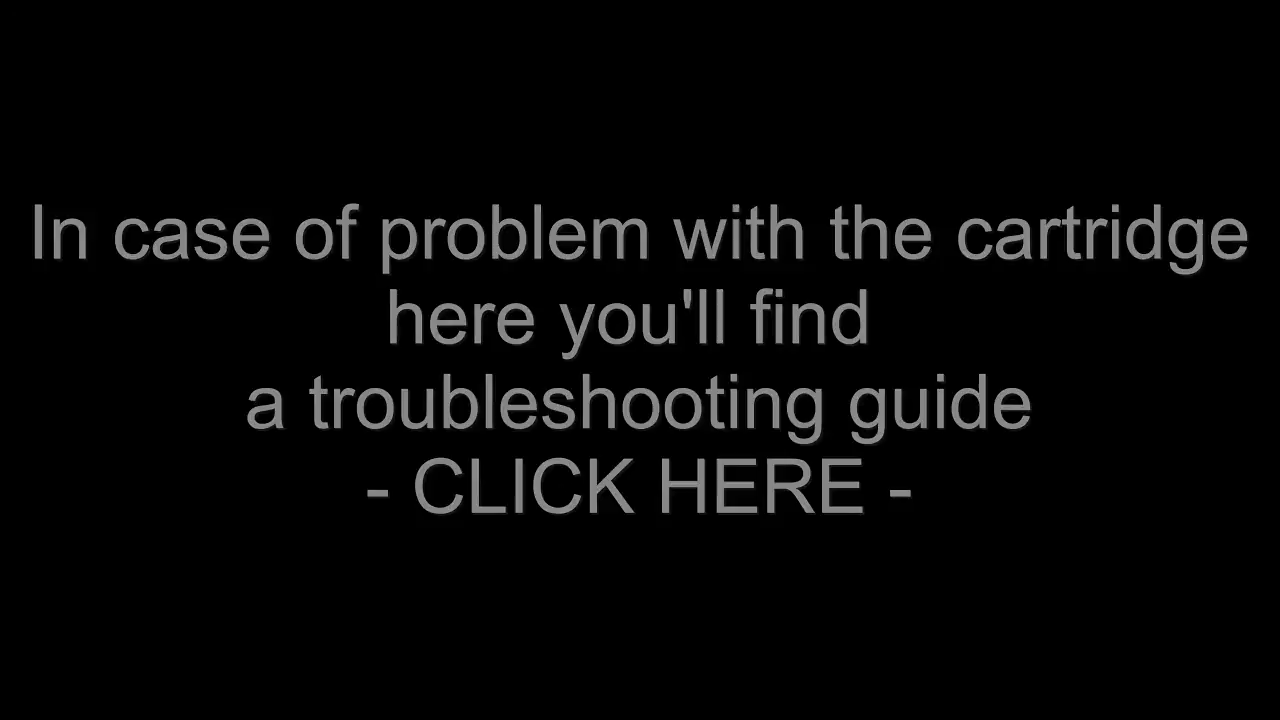 In case of problem with the cartridge
here you'll find
a troubleshooting guide
- CLICK HERE -